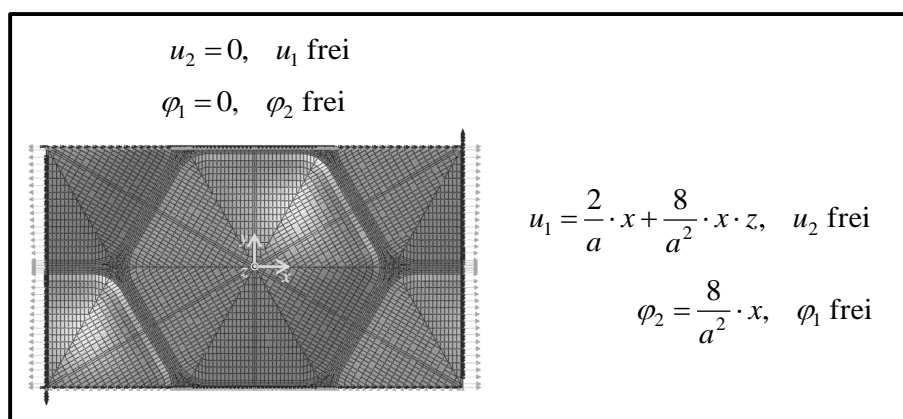 u₂ = 0,   u₁ frei
φ₁ = 0,   φ₂ frei
y
z x
u₁ = 2/a · x + 8/a² · x · z,   u₂ frei
φ₂ = 8/a² · x,   φ₁ frei